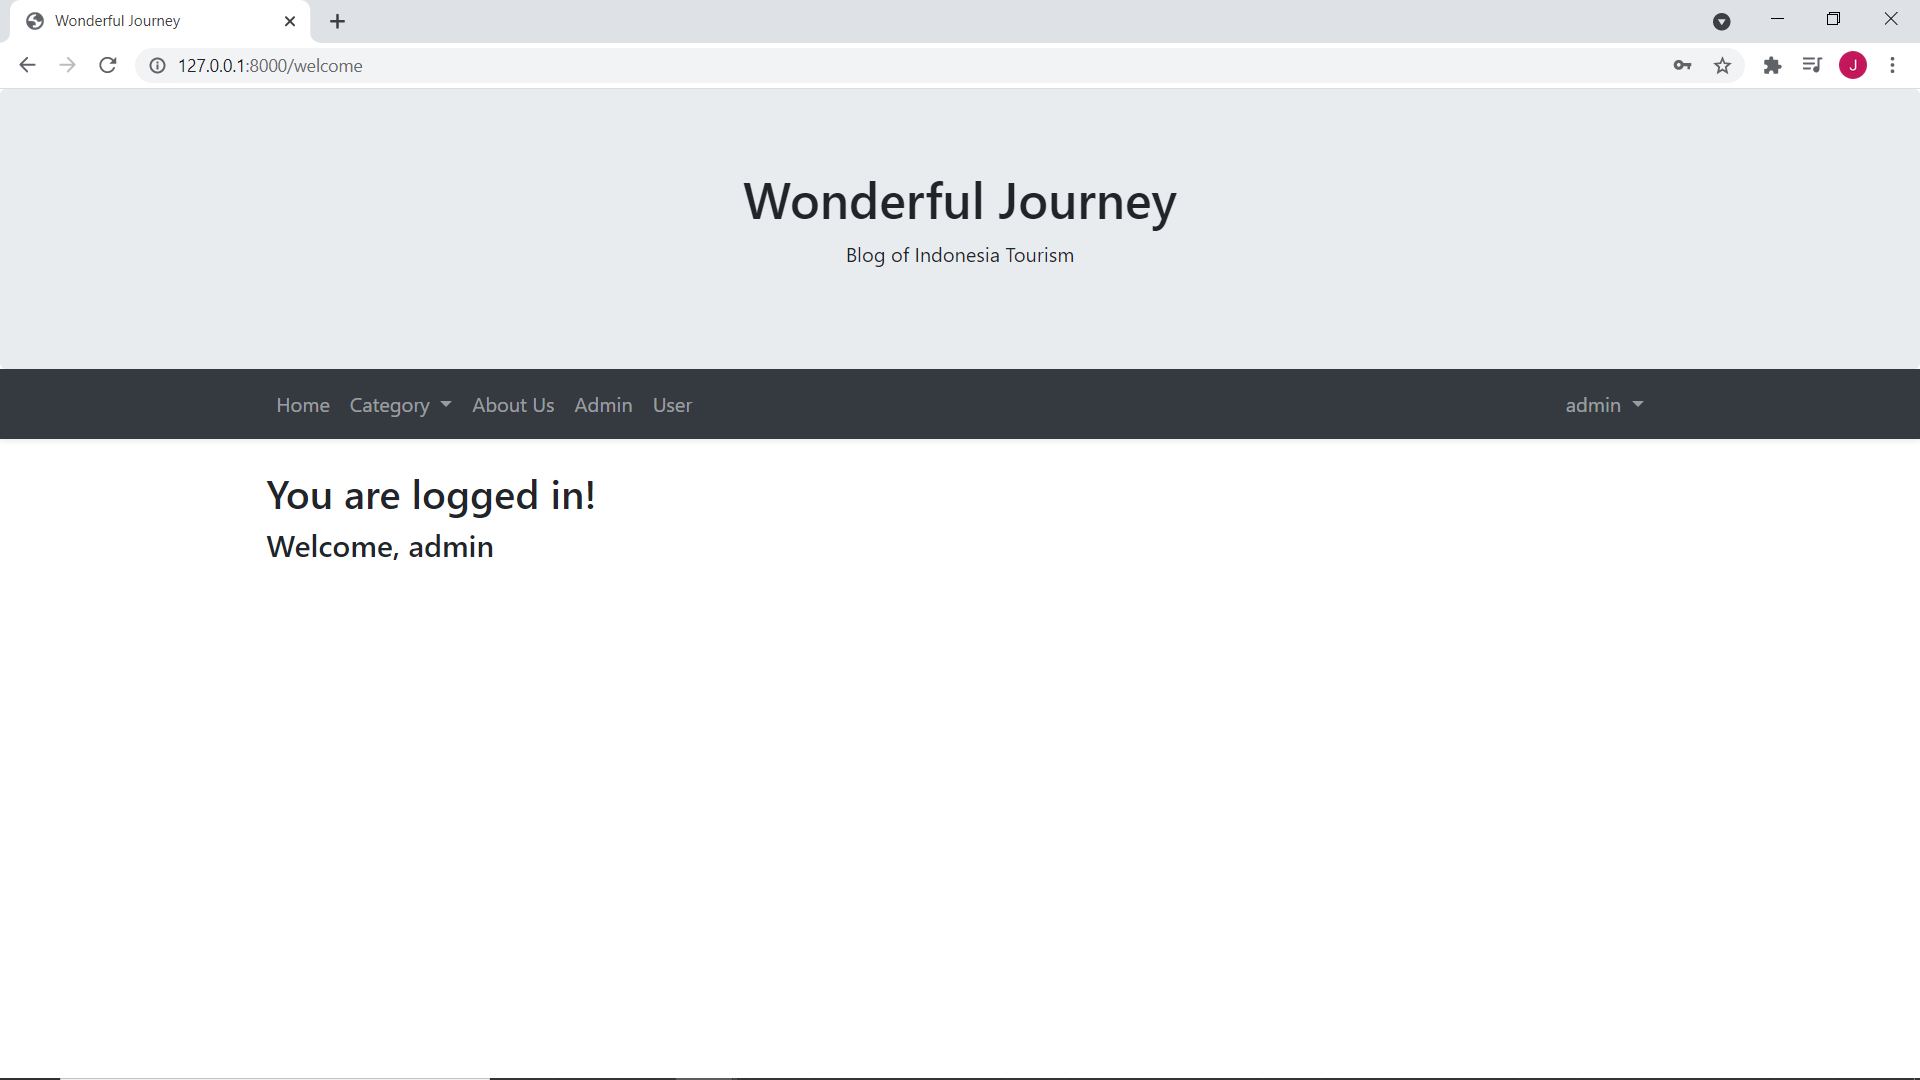 Wonderful Journey
127.0.0.1:8000/welcome
J
Wonderful Journey
Blog of Indonesia Tourism
Home Category About Us Admin User admin
You are logged in!
Welcome, admin